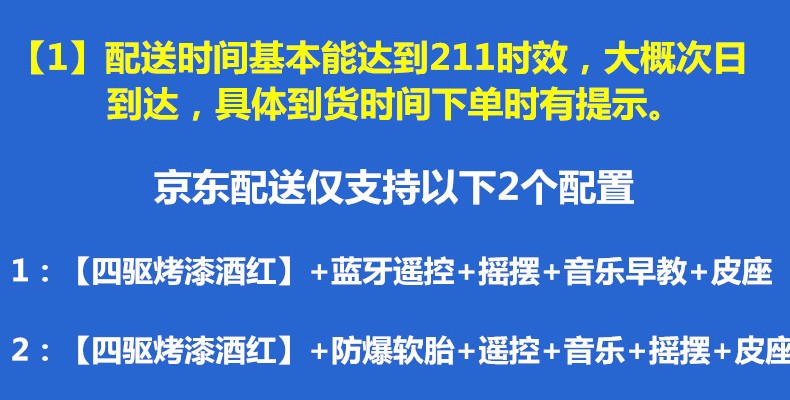 【1】配送时间基本能达到211时效，大概次日
到达，具体到货时间下单时有提示。
京东配送仅支持以下2个配置
1：【四驱烤漆酒红】+蓝牙遥控+摇摆+音乐早教+皮座
2：【四驱烤漆酒红】+防爆软胎+遥控+音乐+摇摆+皮座